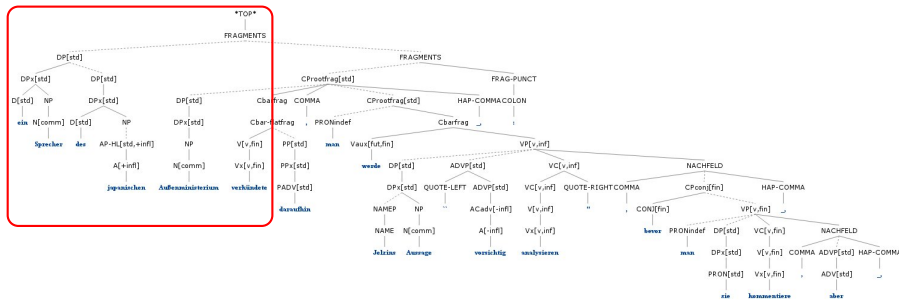 *TOP*
FRAGMENTS
DP[std] FRAGMENTS
DPx[std] DP[std] CProotfrag[std] FRAG-PUNCT
D[std] NP DPx[std] DP[std] Cbarfrag COMMA CProotfrag[std] HAP-COMMA COLON
ein N[comm] D[std] NP DPx[std] Cbar-flatfrag , PRONindef Cbarfrag _, :
Sprecher des AP-HL[std,+infl] NP V[v,fin] PP[std] man Vaux[fut,fin] VP[v,inf]
A[+infl] N[comm] Vx[v,fin] PPx[std] werde DP[std] ADVP[std] VC[v,inf] NACHFELD
japanischen Außenministerium verkündete PADV[std] DPx[std] QUOTE-LEFT ADVP[std] VC[v,inf] QUOTE-RIGHT COMMA CPconj[fin] HAP-COMMA
daraufhin NAMEP NP `` ACadv[-infl] V[v,inf] " , CONJ[fin] VP[v,fin] _,
NAME N[comm] A[-infl] Vx[v,inf] bevor PRONindef DP[std] VC[v,fin] NACHFELD
Jelzins Aussage vorsichtig analysieren man DPx[std] V[v,fin] COMMA ADVP[std] HAP-COMMA
PRON[std] Vx[v,fin] , ADV[std] _,
sie kommentiere aber